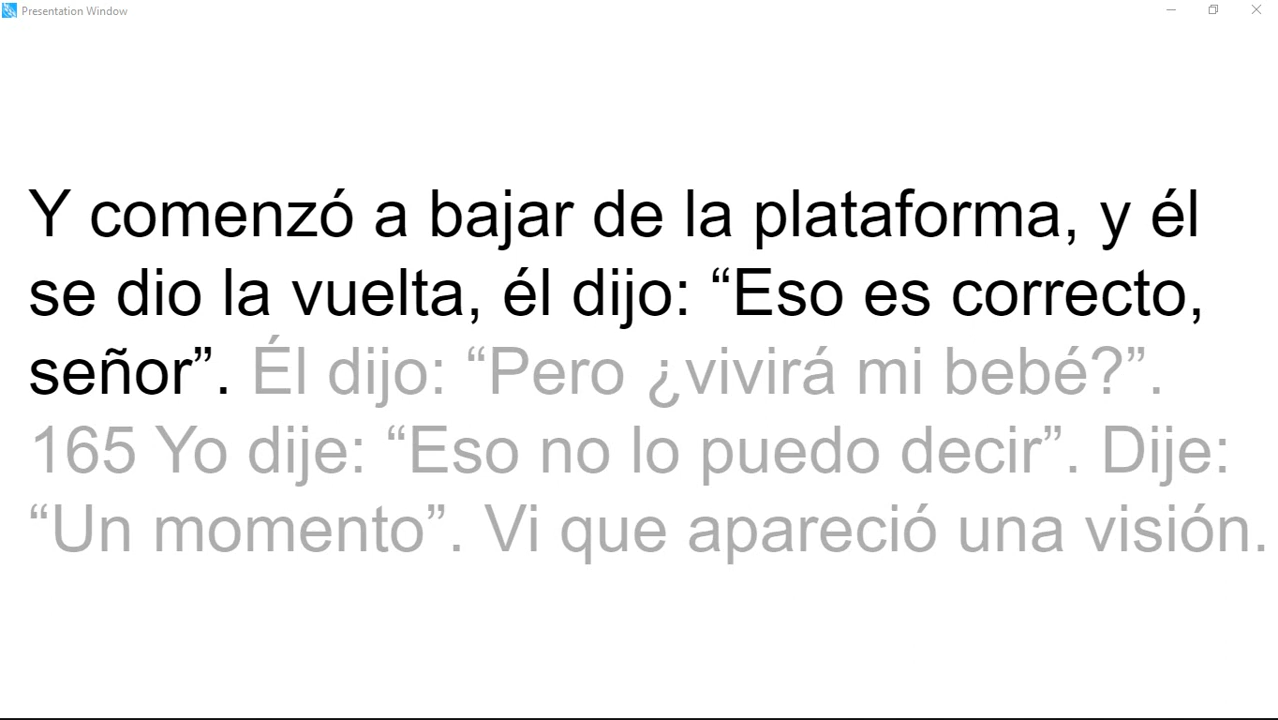 Presentation Window
Y comenzó a bajar de la plataforma, y él
se dio la vuelta, él dijo: “Eso es correcto,
señor”. Él dijo: “Pero ¿vivirá mi bebé?”.
165 Yo dije: “Eso no lo puedo decir”. Dije:
“Un momento”. Vi que apareció una visión.